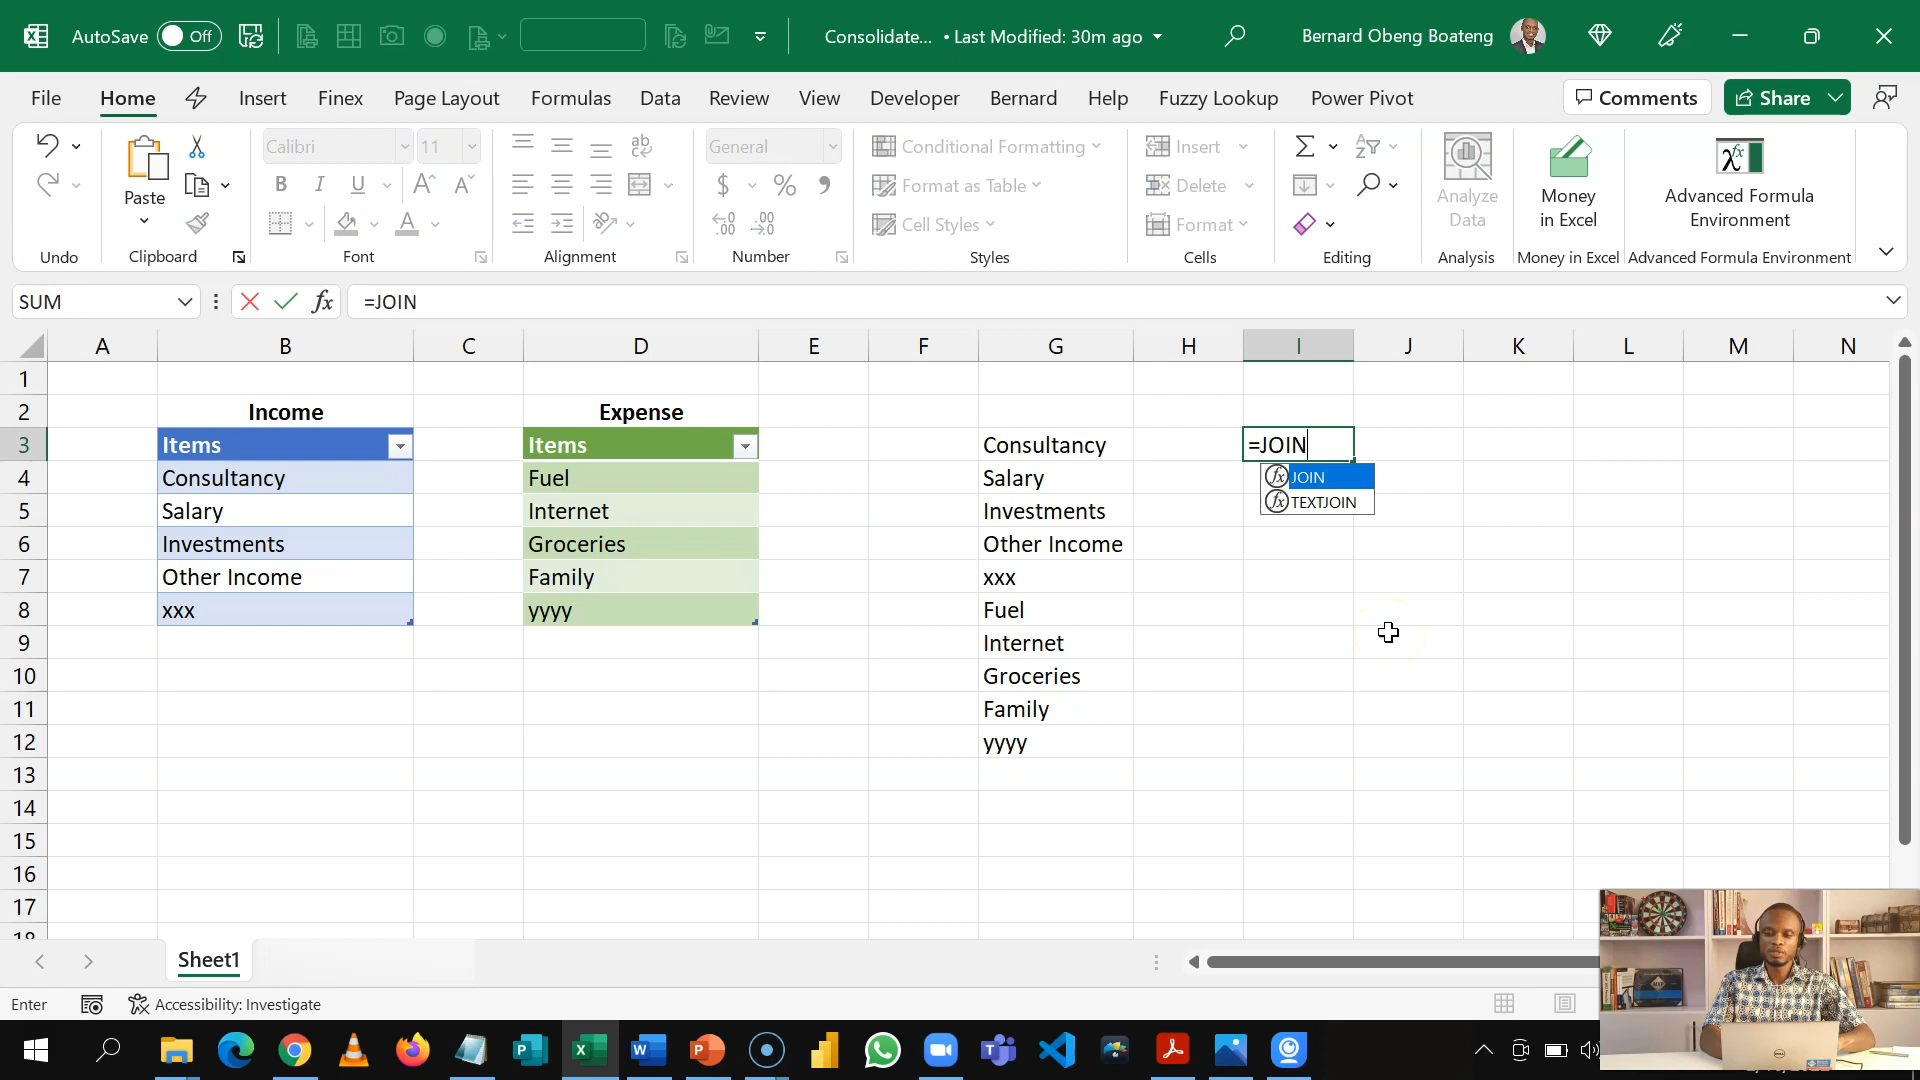 AutoSave Off Consolidate... • Last Modified: 30m ago Bernard Obeng Boateng
File Home Insert Finex Page Layout Formulas Data Review View Developer Bernard Help Fuzzy Lookup Power Pivot Comments Share
Paste
Calibri 11
General
Conditional Formatting
Format as Table
Cell Styles
Insert
Delete
Format
Analyze
Data
Money
in Excel
Advanced Formula
Environment
Undo Clipboard Font Alignment Number Styles Cells Editing Analysis Money in Excel Advanced Formula Environment
SUM fx =JOIN
A B C D E F G H I J K L M N
1
2 Income Expense
3 Items Items Consultancy =JOIN
4 Consultancy Fuel Salary JOIN
5 Salary Internet Investments TEXTJOIN
6 Investments Groceries Other Income
7 Other Income Family xxx
8 xxx yyyy Fuel
9 Internet
10 Groceries
11 Family
12 yyyy
13
14
15
16
17
18
Sheet1
Enter Accessibility: Investigate